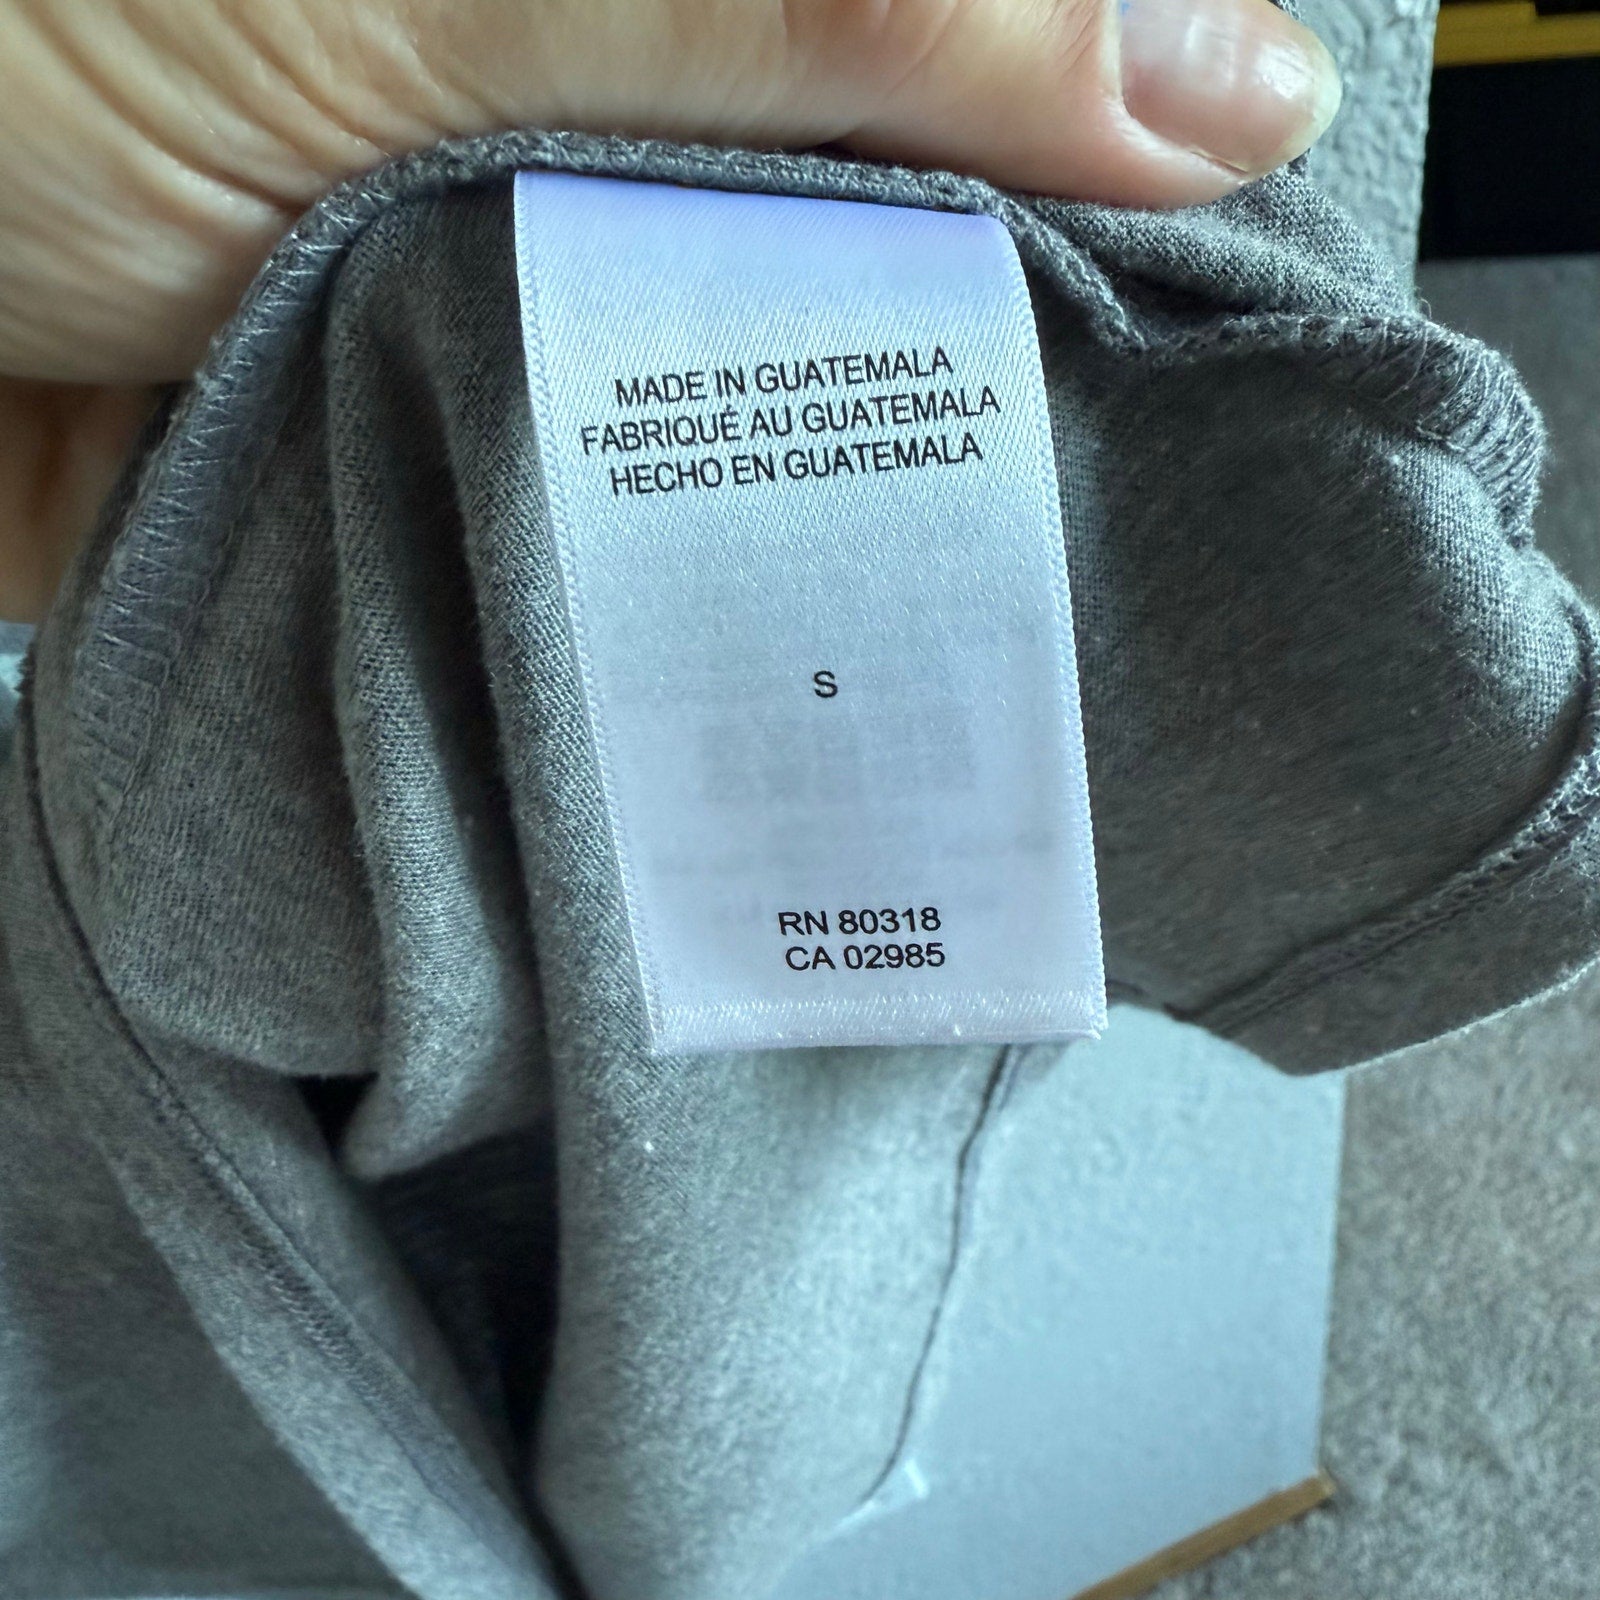 MADE IN GUATEMALA
FABRIQUÉ AU GUATEMALA
HECHO EN GUATEMALA
S
RN 80318
CA 02985